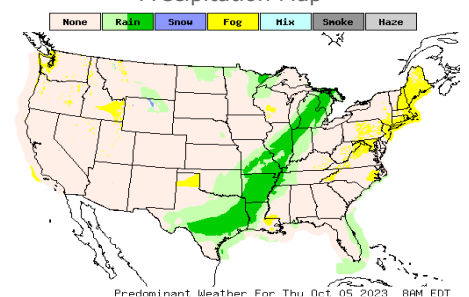 Precipitation Map
None Rain Snow Fog Mix Smoke Haze
Predominant Weather For Thu Oct 05 2023 8AM EDT